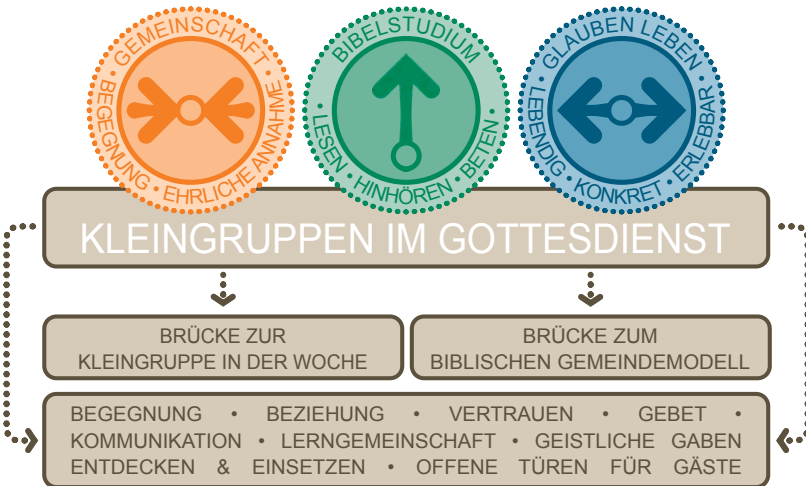 GEMEINSCHAFT • BEGEGNUNG • EHRLICHE ANNAHME •
BIBELSTUDIUM • LESEN • HINHÖREN • BETEN •
GLAUBEN LEBEN • LEBENDIG • KONKRET • ERLEBBAR •
KLEINGRUPPEN IM GOTTESDIENST
BRÜCKE ZUR
KLEINGRUPPE IN DER WOCHE
BRÜCKE ZUM
BIBLISCHEN GEMEINDEMODELL
BEGEGNUNG • BEZIEHUNG • VERTRAUEN • GEBET •
KOMMUNIKATION • LERNGEMEINSCHAFT • GEISTLICHE GABEN
ENTDECKEN & EINSETZEN • OFFENE TÜREN FÜR GÄSTE